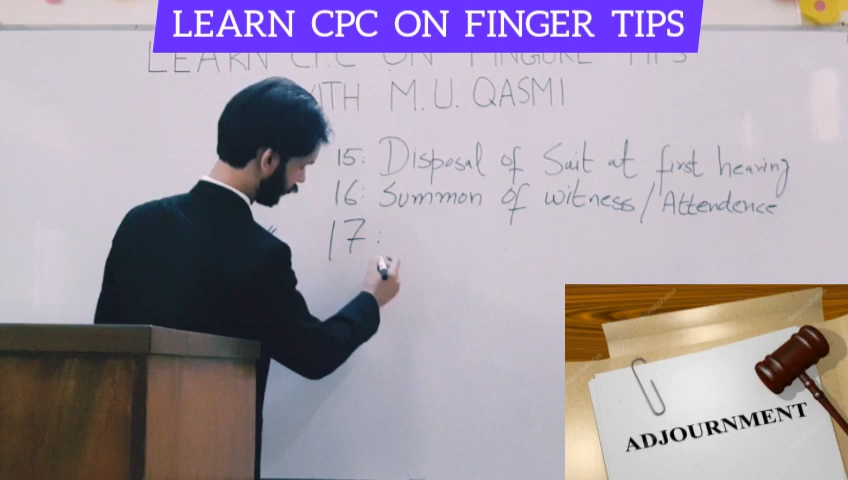 LEARN CPC ON FINGER TIPS
LEARN C.P.C ON FINGURE TIPS
WITH M.U. QASMI
15: Disposal of Suit at first hearing
16: Summon of witness/Attendence
17:
ADJOURNMENT